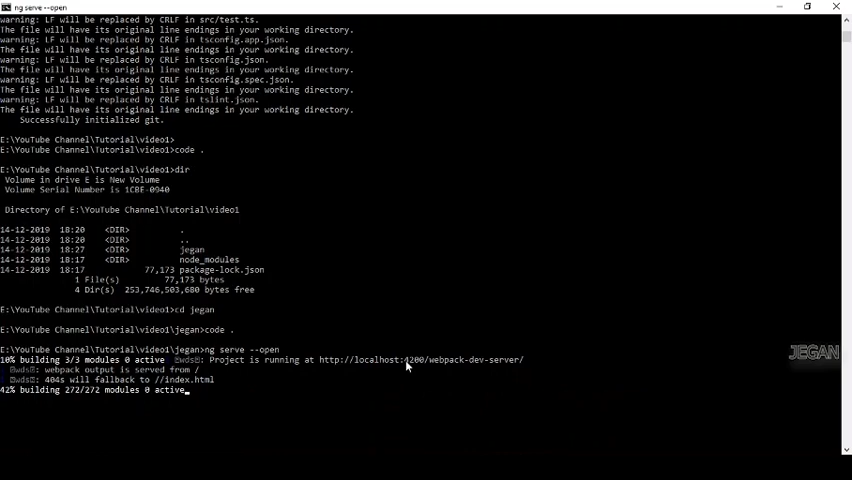 ng serve --open
warning: LF will be replaced by CRLF in src/test.ts.
The file will have its original line endings in your working directory.
warning: LF will be replaced by CRLF in tsconfig.app.json.
The file will have its original line endings in your working directory.
warning: LF will be replaced by CRLF in tsconfig.json.
The file will have its original line endings in your working directory.
warning: LF will be replaced by CRLF in tsconfig.spec.json.
The file will have its original line endings in your working directory.
warning: LF will be replaced by CRLF in tslint.json.
The file will have its original line endings in your working directory.
Successfully initialized git.
E:\YouTube Channel\Tutorial\video1>
E:\YouTube Channel\Tutorial\video1>code .
E:\YouTube Channel\Tutorial\video1>dir
Volume in drive E is New Volume
Volume Serial Number is 1CBE-0940
Directory of E:\YouTube Channel\Tutorial\video1
14-12-2019 18:20 <DIR> .
14-12-2019 18:20 <DIR> ..
14-12-2019 18:27 <DIR> jegan
14-12-2019 18:17 <DIR> node_modules
14-12-2019 18:17 77,173 package-lock.json
1 File(s) 77,173 bytes
4 Dir(s) 253,746,503,680 bytes free
E:\YouTube Channel\Tutorial\video1>cd jegan
E:\YouTube Channel\Tutorial\video1\jegan>code .
E:\YouTube Channel\Tutorial\video1\jegan>ng serve --open
10% building 3/3 modules 0 active wds: Project is running at http://localhost:4200/webpack-dev-server/
wds: webpack output is served from /
wds: 404s will fallback to //index.html
42% building 272/272 modules 0 active
JEGAN